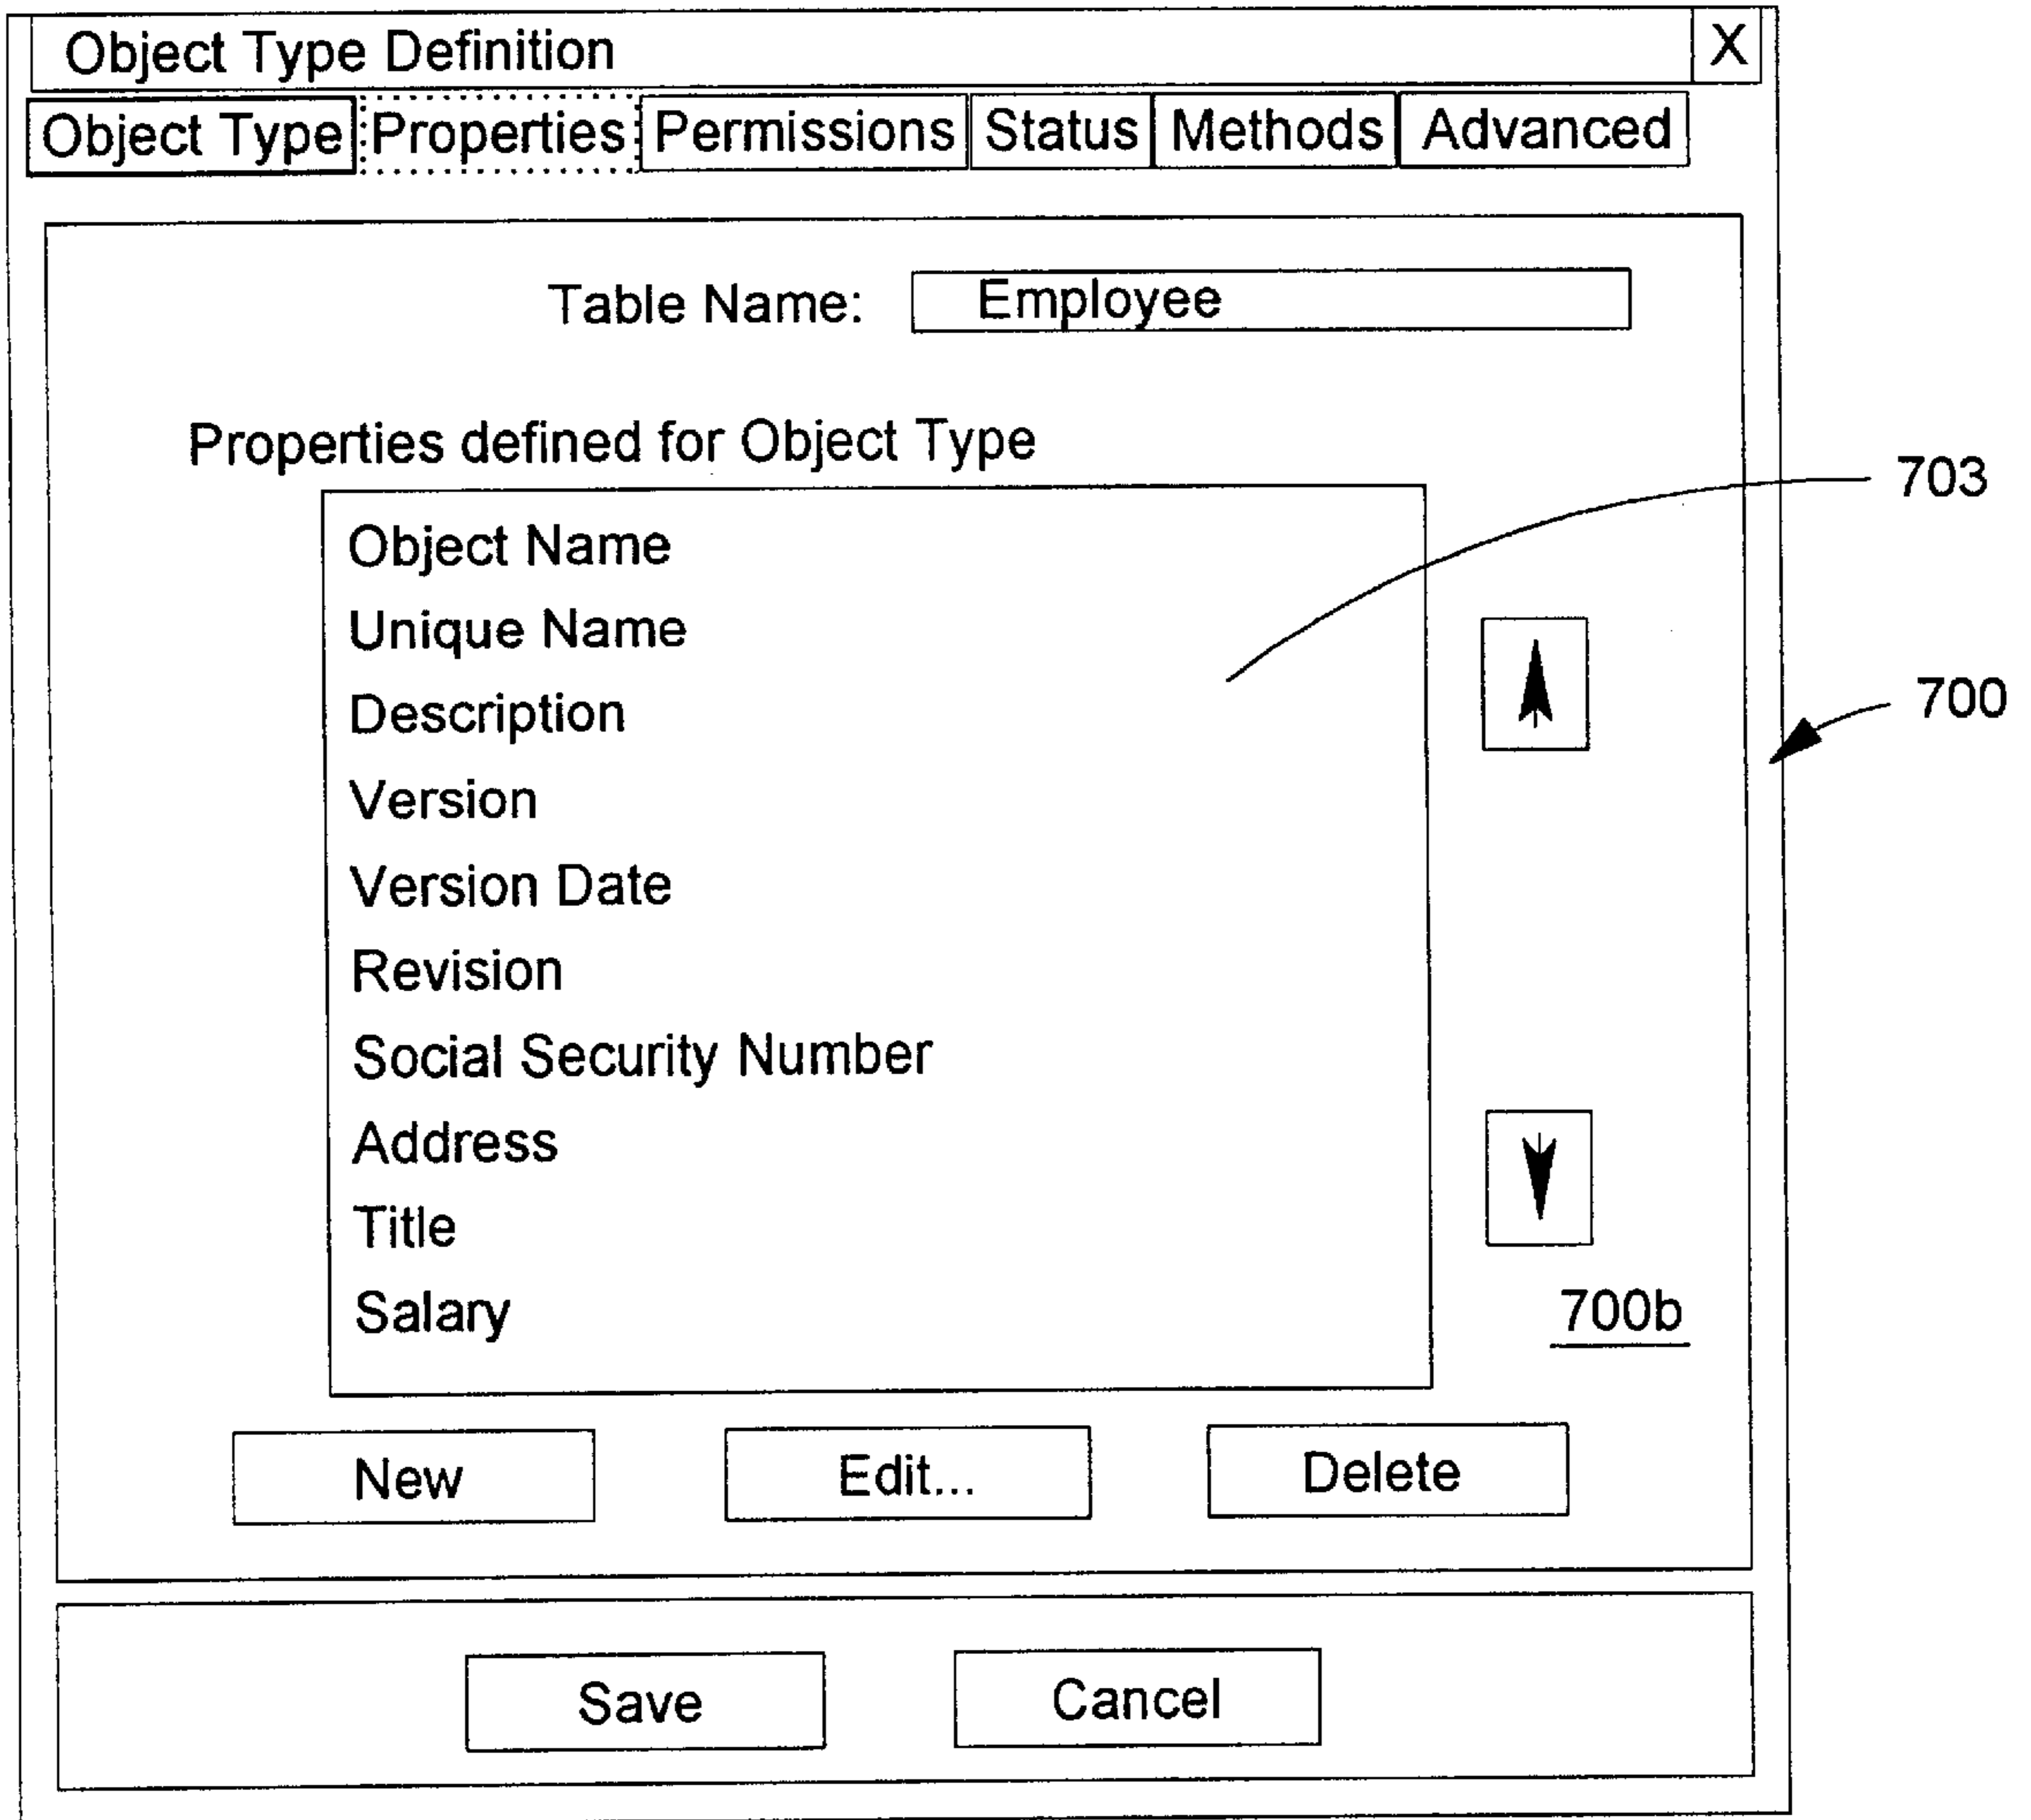 Object Type Definition X
Object Type Properties Permissions Status Methods Advanced
Table Name: Employee
Properties defined for Object Type
703
Object Name
Unique Name
700
Description
Version
Version Date
Revision
Social Security Number
Address
Title
Salary
700b
New Edit... Delete
Save Cancel